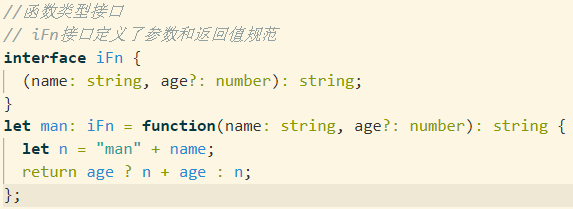 //函数类型接口
// iFn接口定义了参数和返回值规范
interface iFn {
  (name: string, age?: number): string;
}
let man: iFn = function(name: string, age?: number): string {
  let n = "man" + name;
  return age ? n + age : n;
};